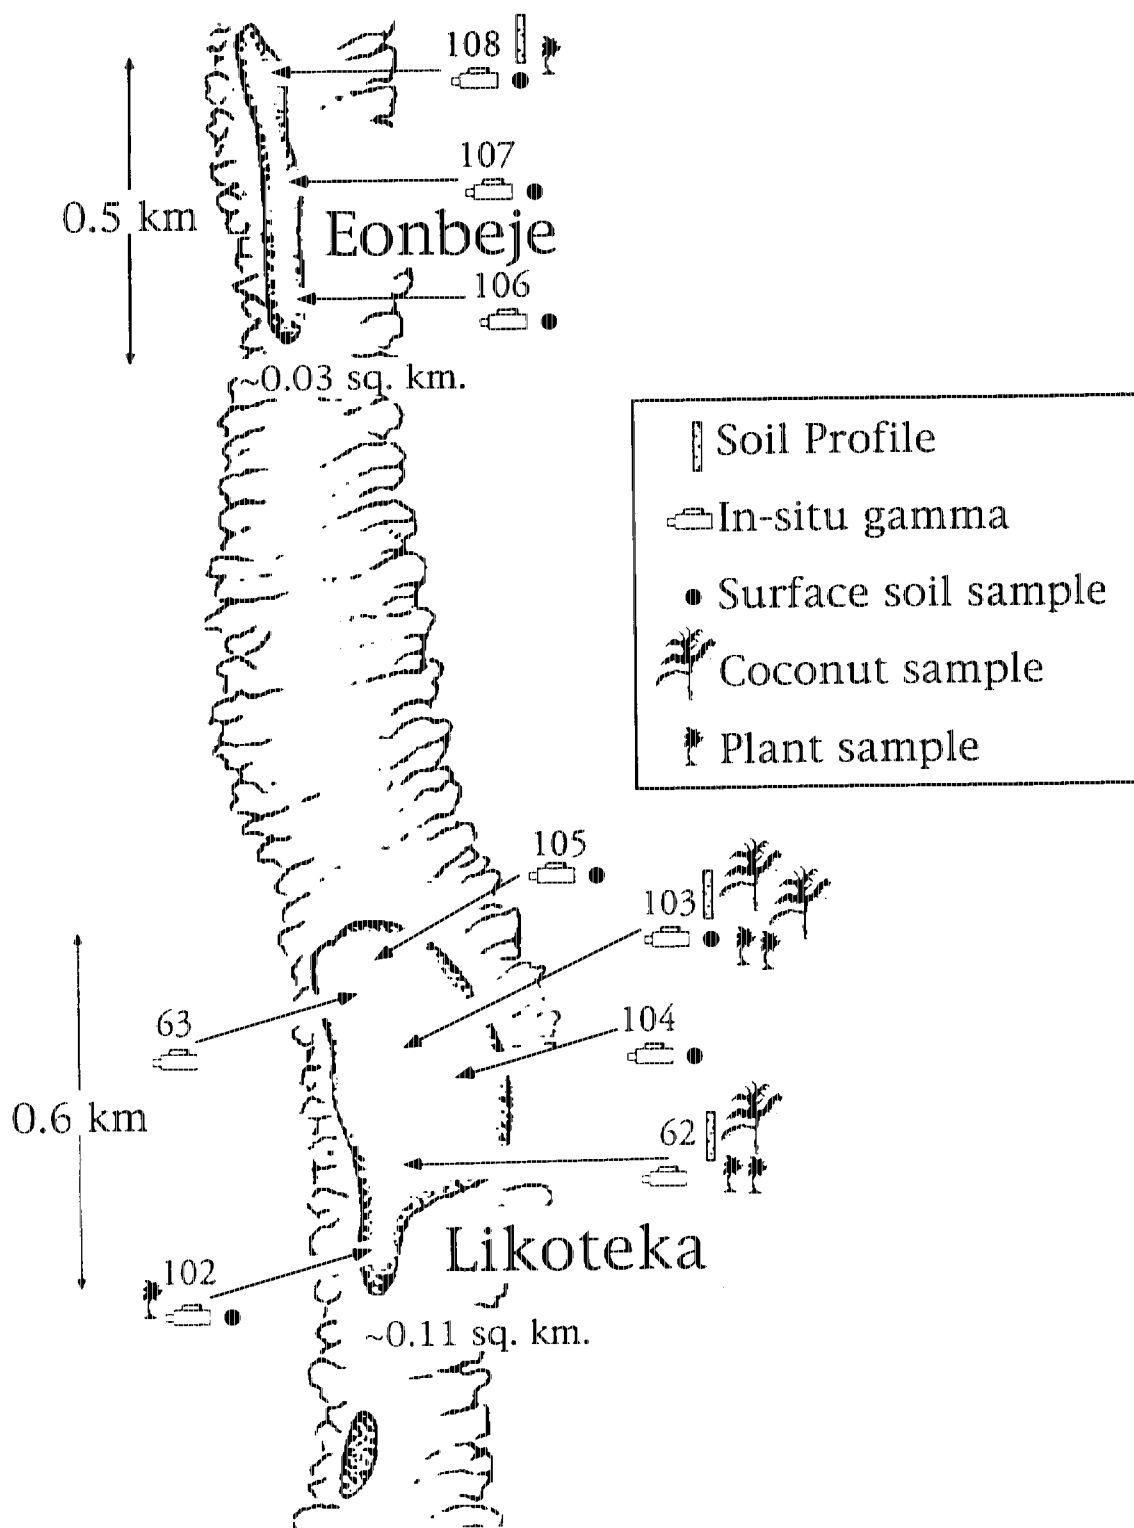 108
107
0.5 km
Eonbeje
106
~0.03 sq. km.
Soil Profile
In-situ gamma
Surface soil sample
Coconut sample
Plant sample
105
103
63
104
0.6 km
62
Likoteka
102
~0.11 sq. km.